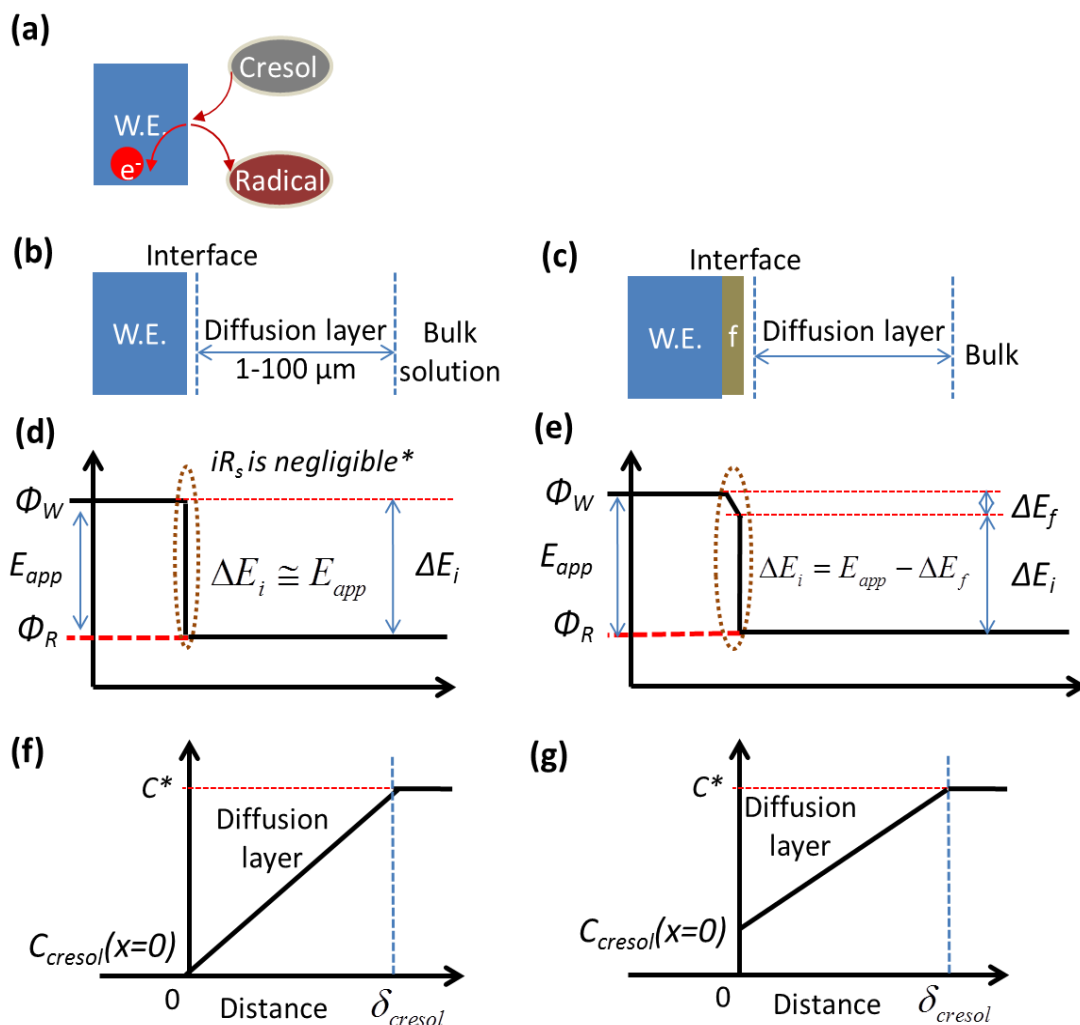 (a)
Cresol
W.E.
e-
Radical
(b)
Interface
W.E.
Diffusion layer
1-100 µm
Bulk
solution
(c)
Interface
W.E.
f
Diffusion layer
Bulk
(d)
iRs is negligible*
ΦW
Eapp
ΦR
ΔEi ≅ Eapp
ΔEi
(e)
ΦW
Eapp
ΦR
ΔEi = Eapp − ΔEf
ΔEf
ΔEi
(f)
C*
Diffusion
layer
Ccresol(x=0)
0
Distance
δcresol
(g)
C*
Diffusion
layer
Ccresol(x=0)
0
Distance
δcresol